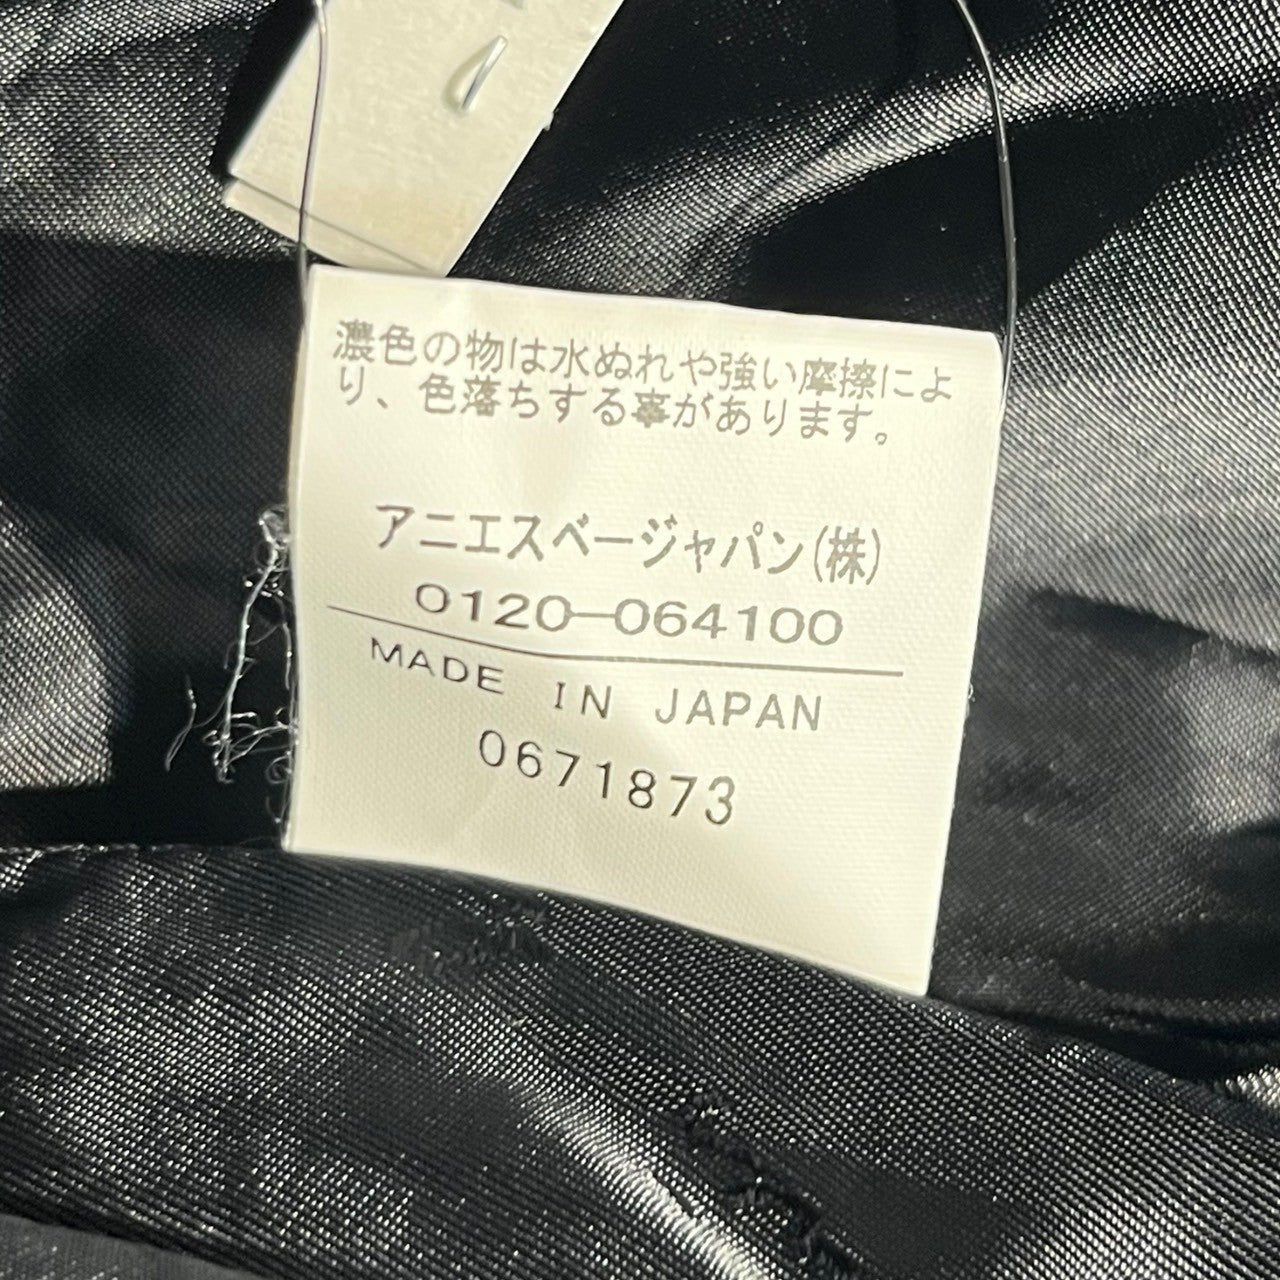 濃色の物は水ぬれや強い摩擦によ
り、色落ちする事があります。
アニエスベージャパン(株)
0120-064100
MADE IN JAPAN
0671873